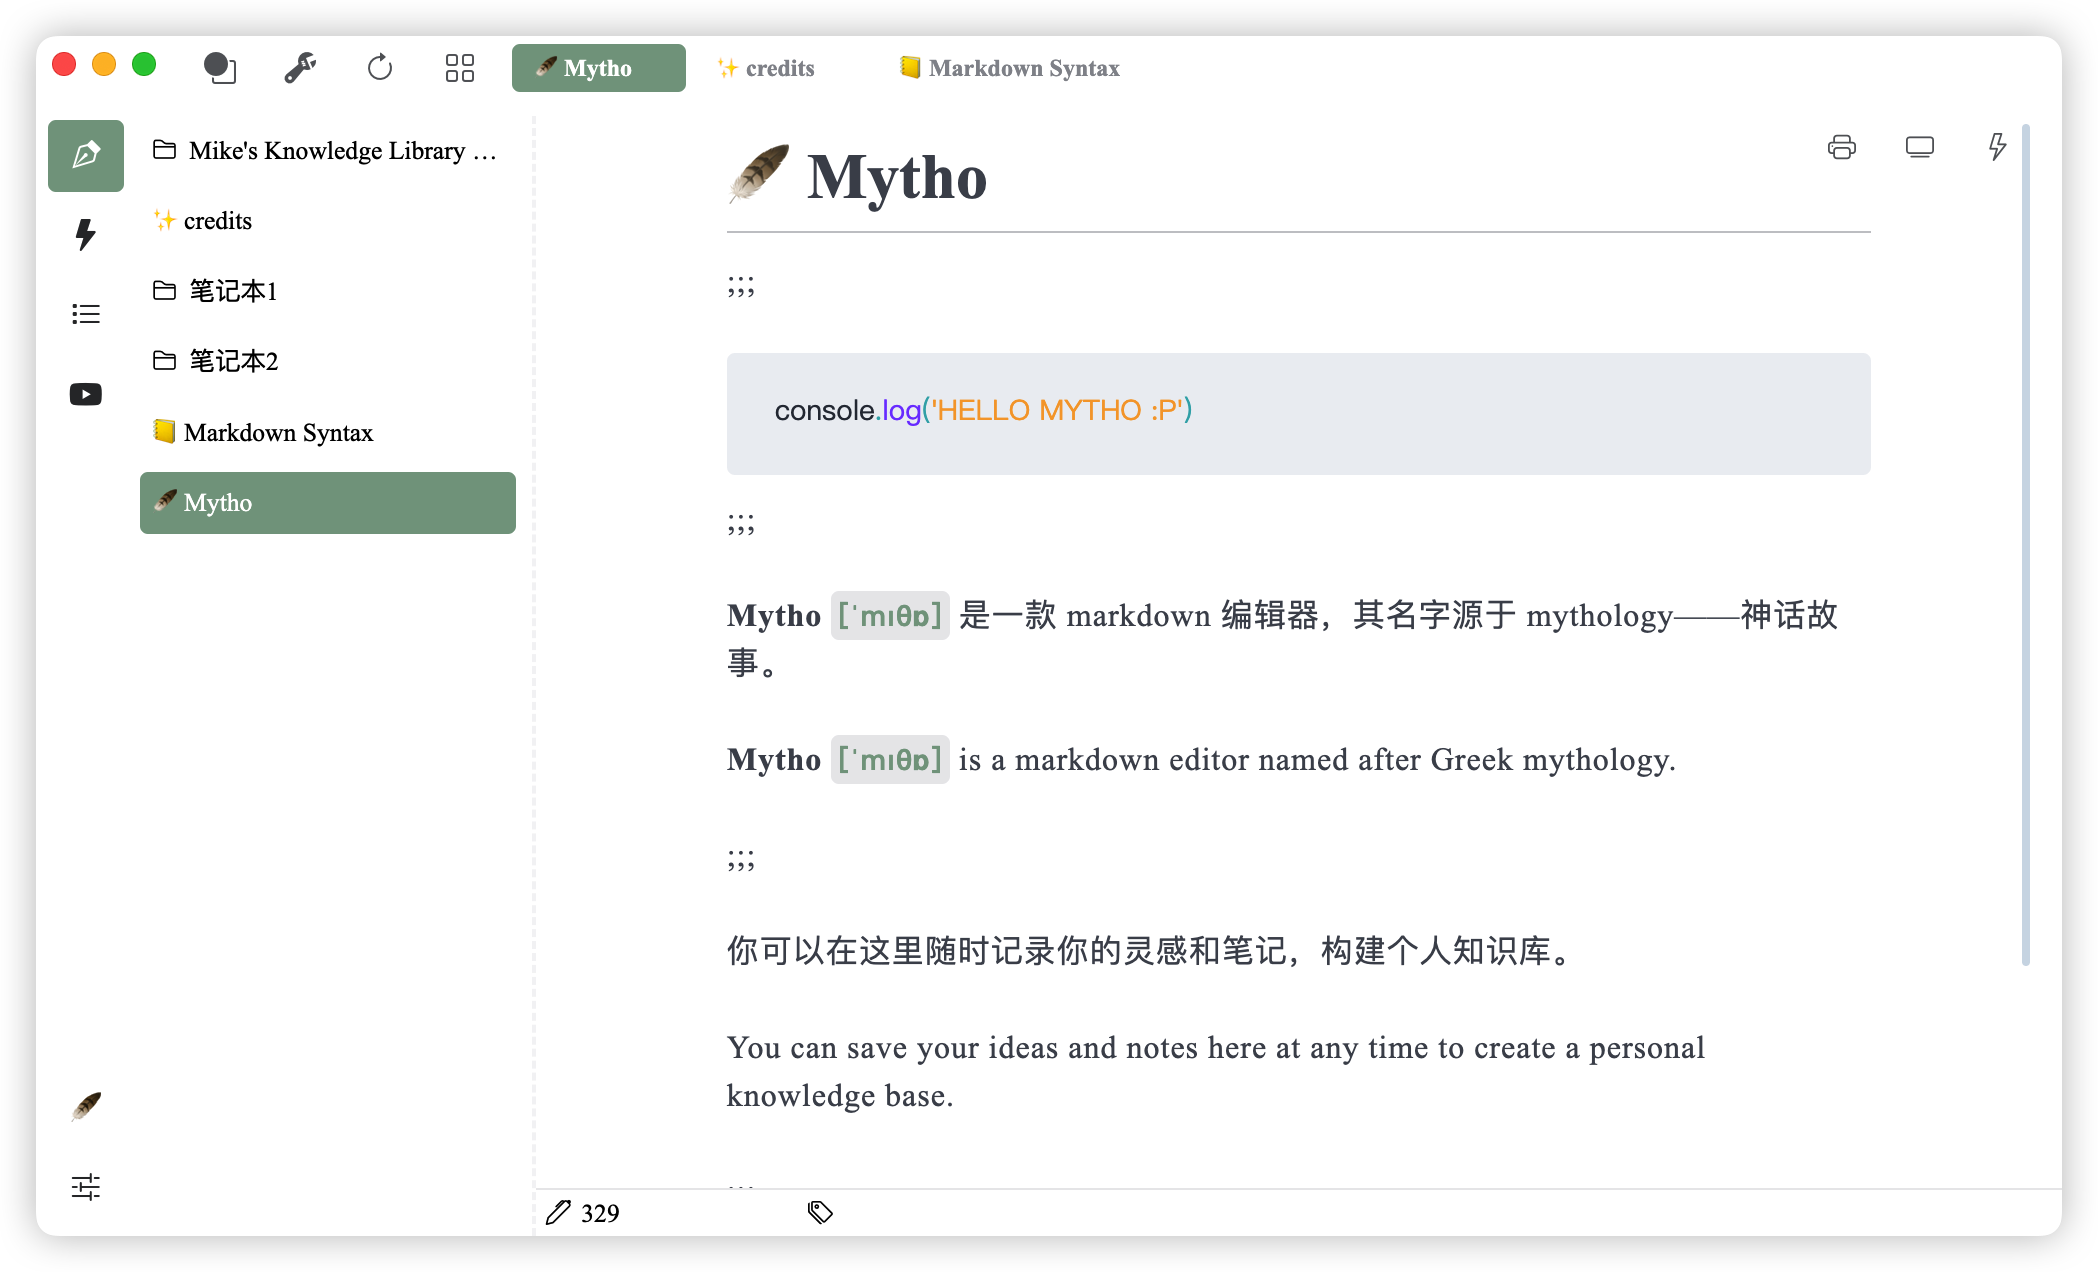 Mytho
credits
Markdown Syntax
Mike's Knowledge Library ...
credits
笔记本1
笔记本2
Markdown Syntax
Mytho
Mytho
;;;
console.log('HELLO MYTHO :P')
;;;
Mytho [ˈmɪθɒ] 是一款 markdown 编辑器，其名字源于 mythology——神话故
事。
Mytho [ˈmɪθɒ] is a markdown editor named after Greek mythology.
;;;
你可以在这里随时记录你的灵感和笔记，构建个人知识库。
You can save your ideas and notes here at any time to create a personal
knowledge base.
329